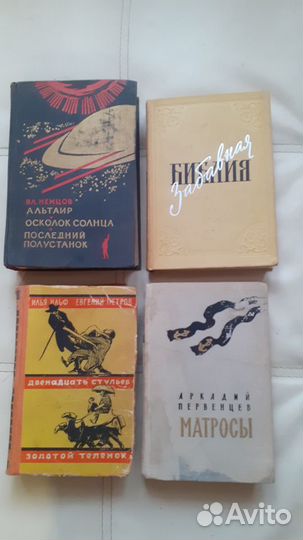 ВЛ. НЕМЦОВ
АЛЬТАИР
ОСКОЛОК СОЛНЦА
ПОСЛЕДНИЙ
ПОЛУСТАНОК
Забавная
БИБЛИЯ
ИЛЬЯ ИЛЬФ ЕВГЕНИЙ ПЕТРОВ
ДВЕНАДЦАТЬ СТУЛЬЕВ
ЗОЛОТОЙ ТЕЛЕНОК
АРКАДИЙ
ПЕРВЕНЦЕВ
МАТРОСЫ
Avito